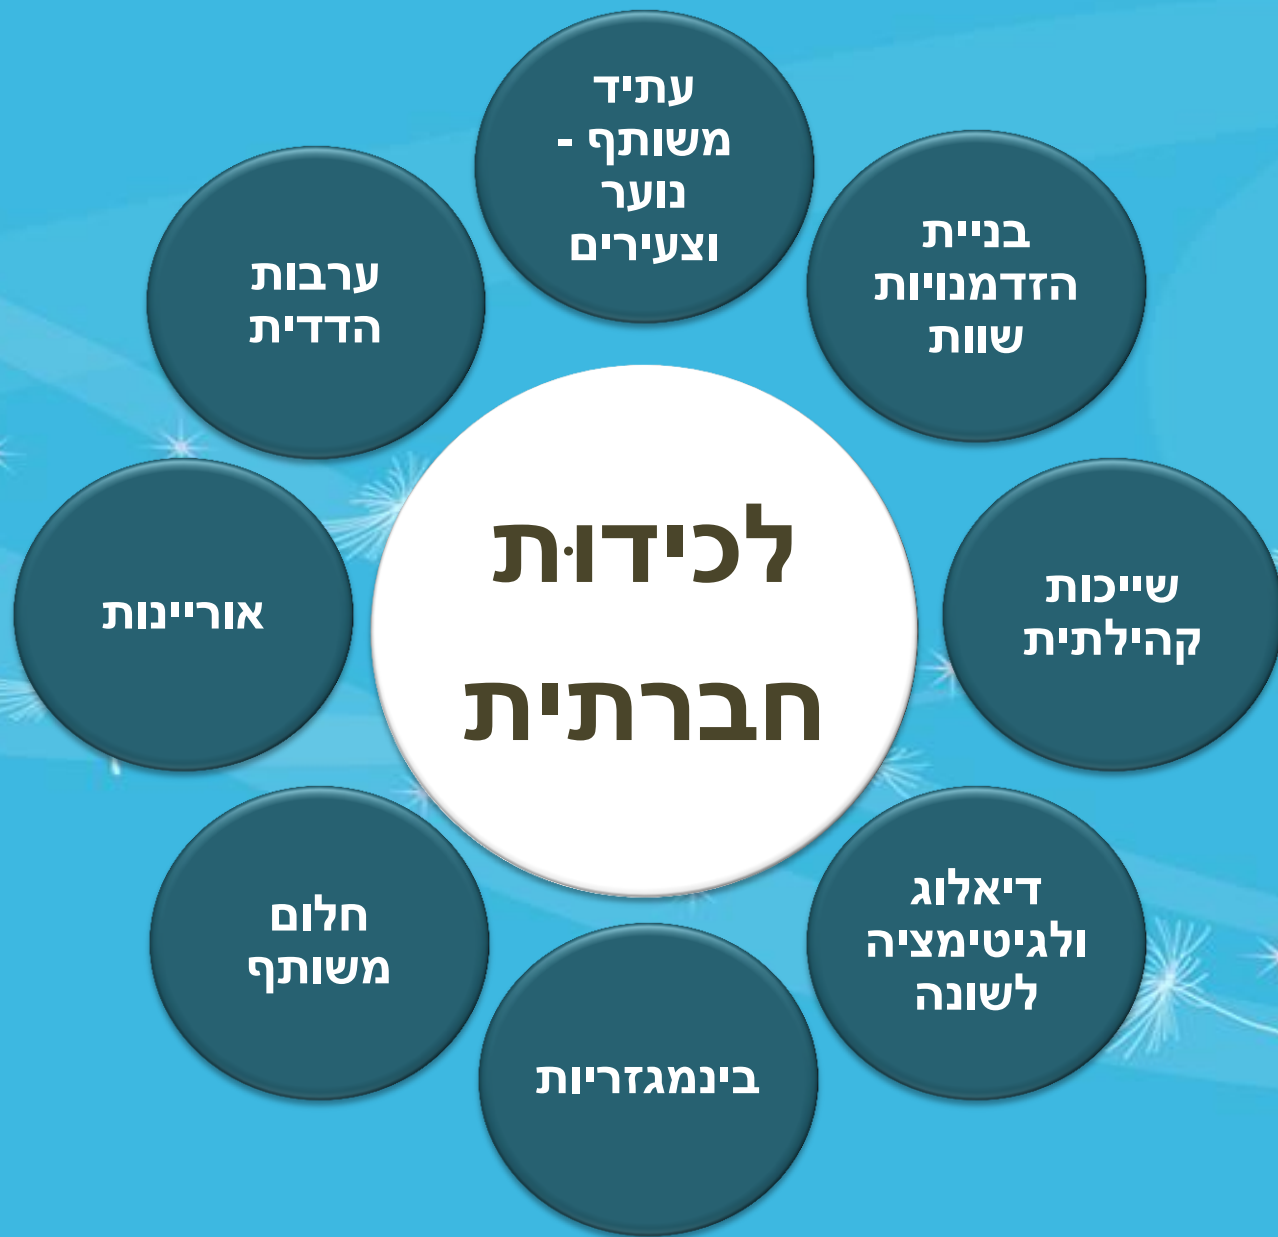 עתיד
משותף -
נוער
וצעירים
בניית
הזדמנויות
שוות
שייכות
קהילתית
דיאלוג
ולגיטימציה
לשונה
בינמגזריות
חלום
משותף
אוריינות
ערבות
הדדית
לכידוּת
חברתית